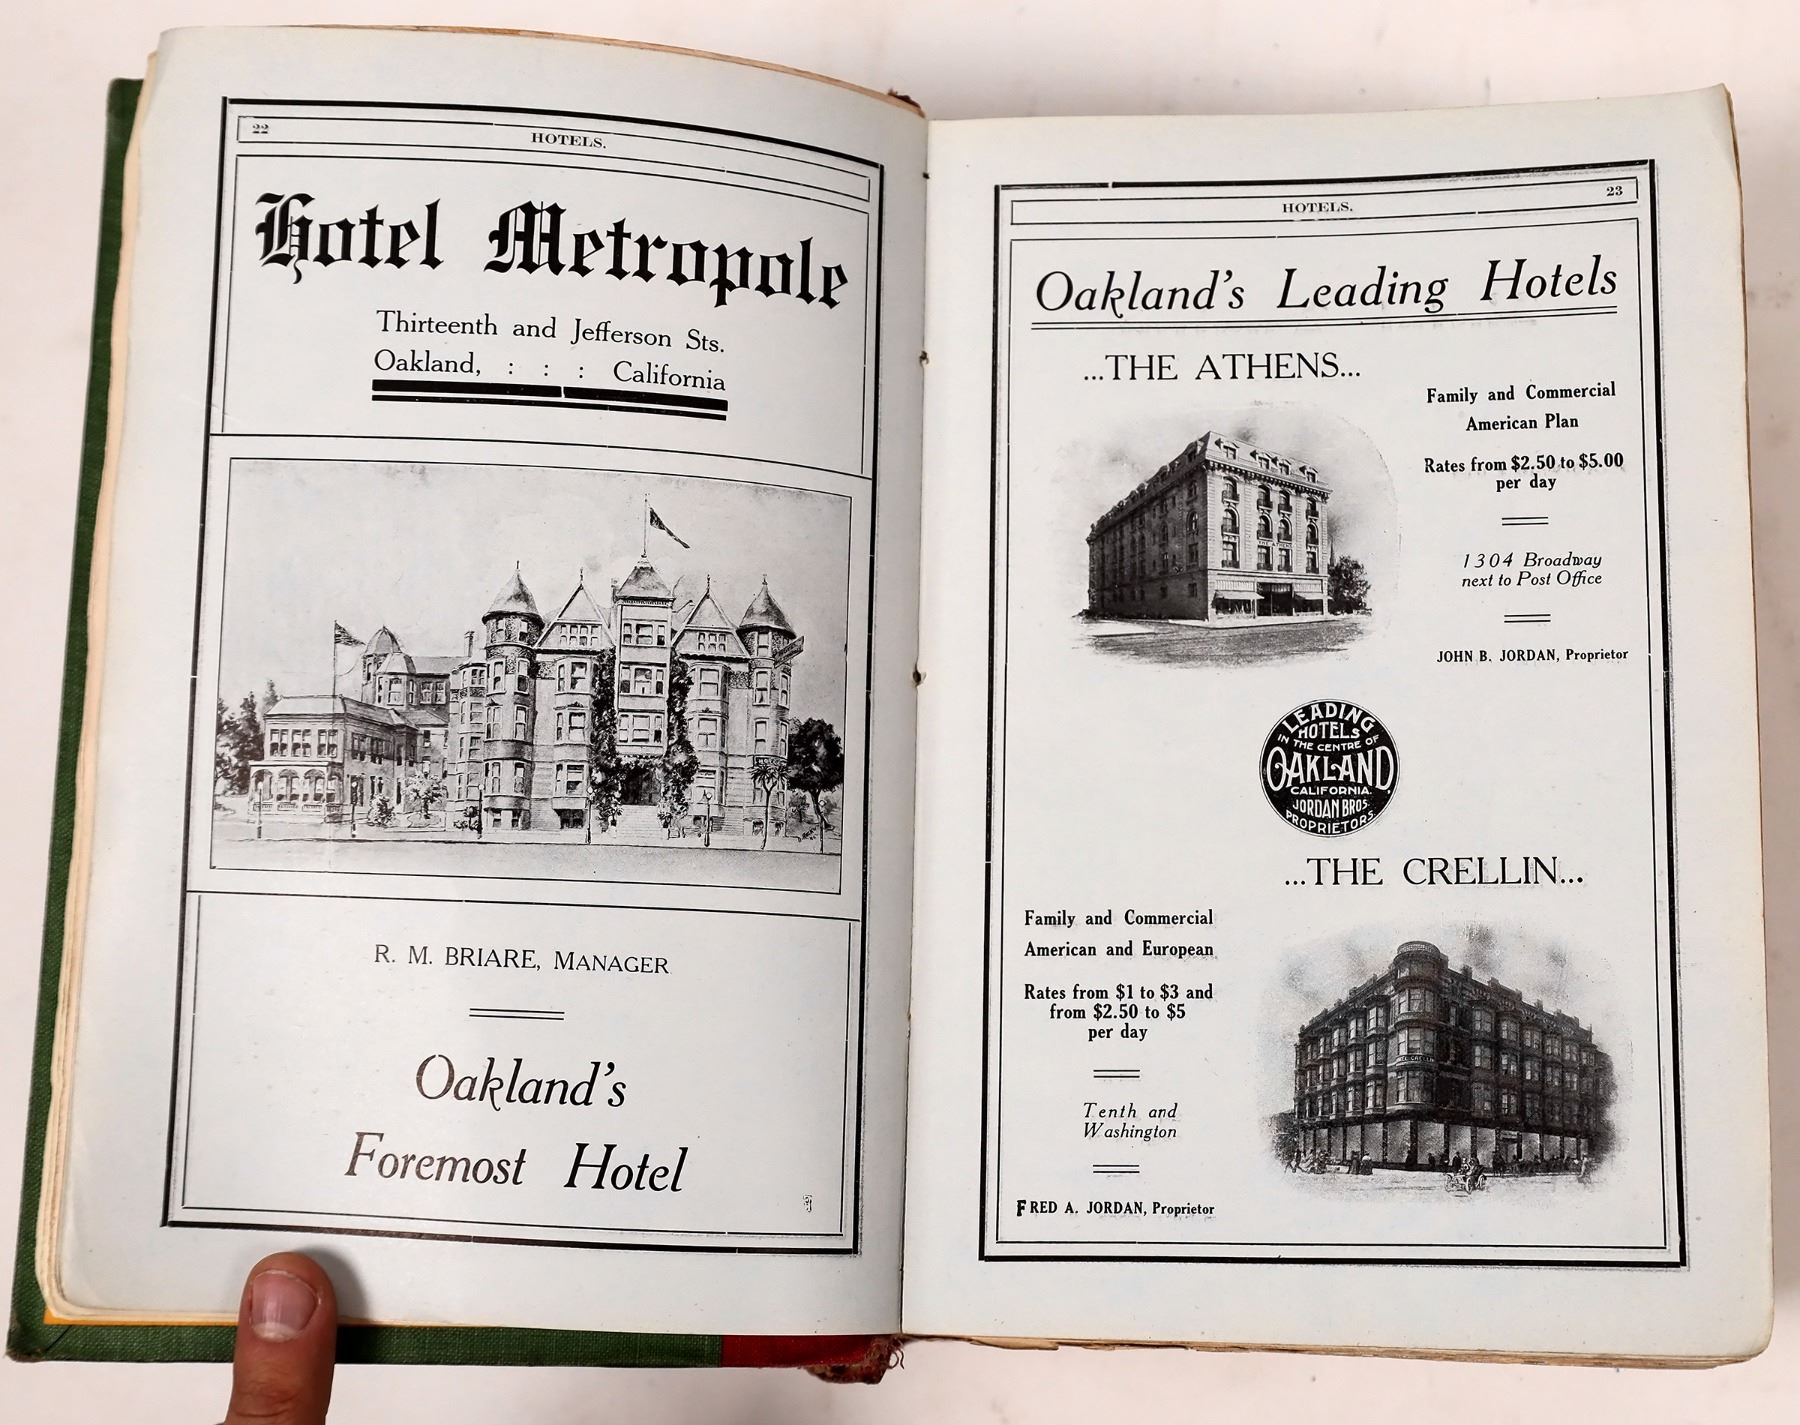 22
HOTELS.
Hotel Metropole
Thirteenth and Jefferson Sts.
Oakland, : : : California
R. M. BRIARE, MANAGER
Oakland's
Foremost Hotel
23
HOTELS.
Oakland's Leading Hotels
...THE ATHENS...
Family and Commercial
American Plan
Rates from $2.50 to $5.00
per day
THE ATHENS
1304 Broadway
next to Post Office
JOHN B. JORDAN, Proprietor
LEADING
HOTELS
IN THE CENTRE OF
OAKLAND
CALIFORNIA.
JORDAN BROS.
PROPRIETORS
...THE CRELLIN...
Family and Commercial
American and European
Rates from $1 to $3 and
from $2.50 to $5
per day
CRELLIN
Tenth and
Washington
FRED A. JORDAN, Proprietor